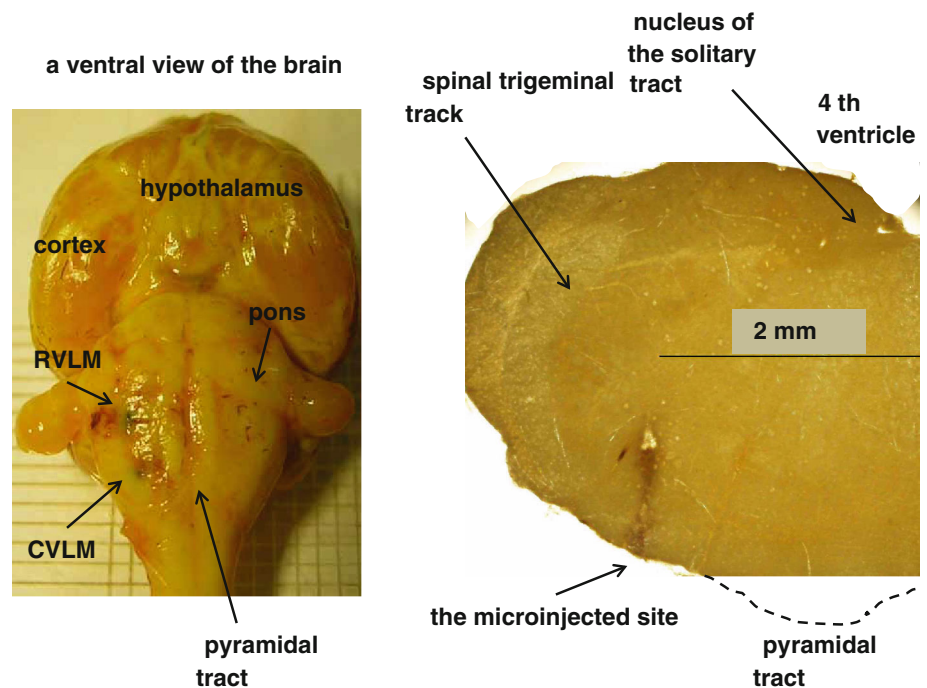 a ventral view of the brain
hypothalamus
cortex
pons
RVLM
CVLM
pyramidal
tract
nucleus of
the solitary
tract
spinal trigeminal
track
4 th
ventricle
2 mm
the microinjected site
pyramidal
tract